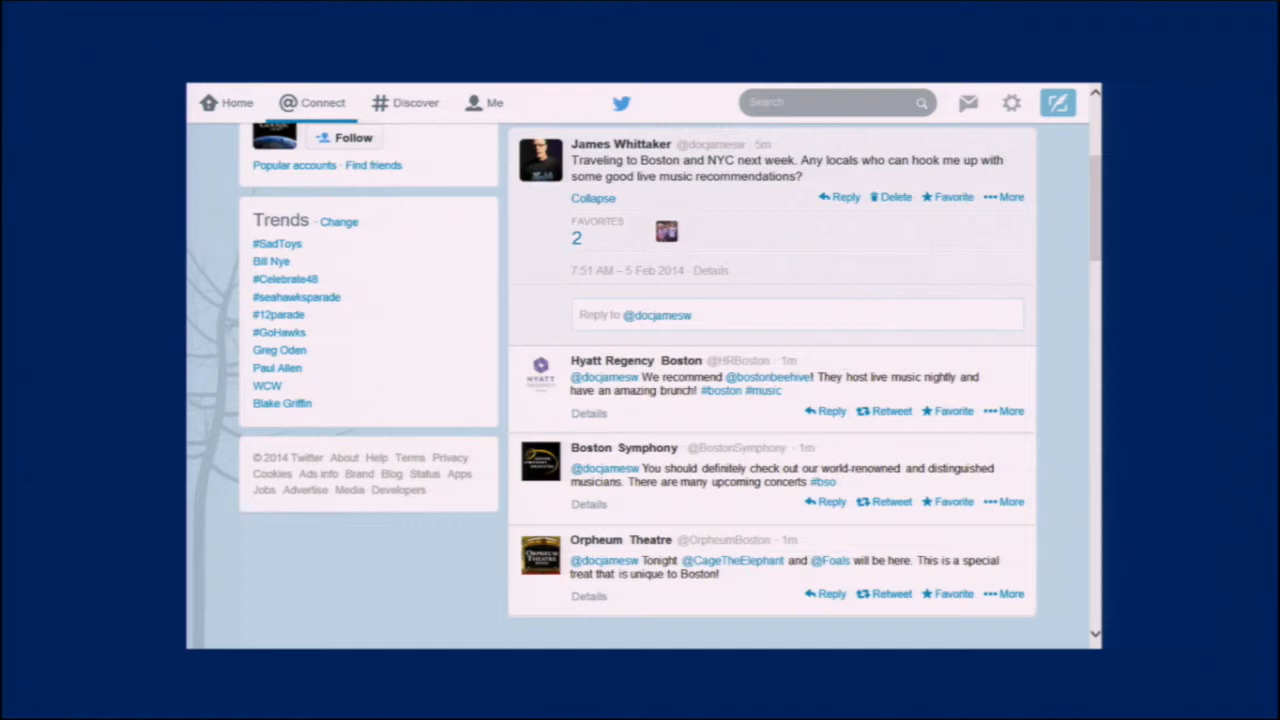 Home @ Connect # Discover Me
Search
Follow
Popular accounts · Find friends
Trends · Change
#SadToys
Bill Nye
#Celebrate48
#seahawksparade
#12parade
#GoHawks
Greg Oden
Paul Allen
WCW
Blake Griffin
© 2014 Twitter About Help Terms Privacy
Cookies Ads info Brand Blog Status Apps
Jobs Advertise Media Developers
James Whittaker @docjamesw · 5m
Traveling to Boston and NYC next week. Any locals who can hook me up with
some good live music recommendations?
Collapse
Reply Delete Favorite ••• More
FAVORITES
2
7:51 AM – 5 Feb 2014 · Details
Reply to @docjamesw
Hyatt Regency Boston @HRBoston · 1m
@docjamesw We recommend @bostonbeehive! They host live music nightly and
have an amazing brunch! #boston #music
Details
Reply Retweet Favorite ••• More
Boston Symphony @BostonSymphony · 1m
@docjamesw You should definitely check out our world-renowned and distinguished
musicians. There are many upcoming concerts #bso
Details
Reply Retweet Favorite ••• More
Orpheum Theatre @OrpheumBoston · 1m
@docjamesw Tonight @CageTheElephant and @Foals will be here. This is a special
treat that is unique to Boston!
Details
Reply Retweet Favorite ••• More
HYATT
REGENCY
ORPHEUM
THEATRE